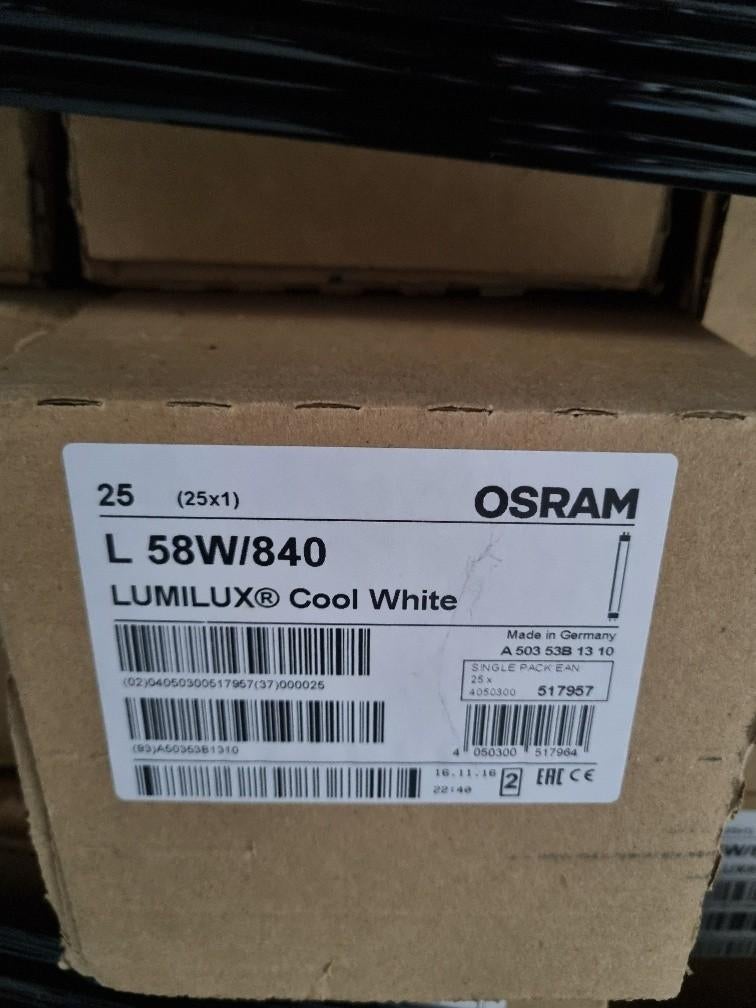 25 (25x1) OSRAM
L 58W/840
LUMILUX® Cool White
Made in Germany
A 503 53B 13 10
SINGLE PACK EAN
25 x
4050300 517957
(02)04050300517957(37)000025
4 050300 517964
(93)A50353B1310
16.11.16 2 EAC CE
22:40